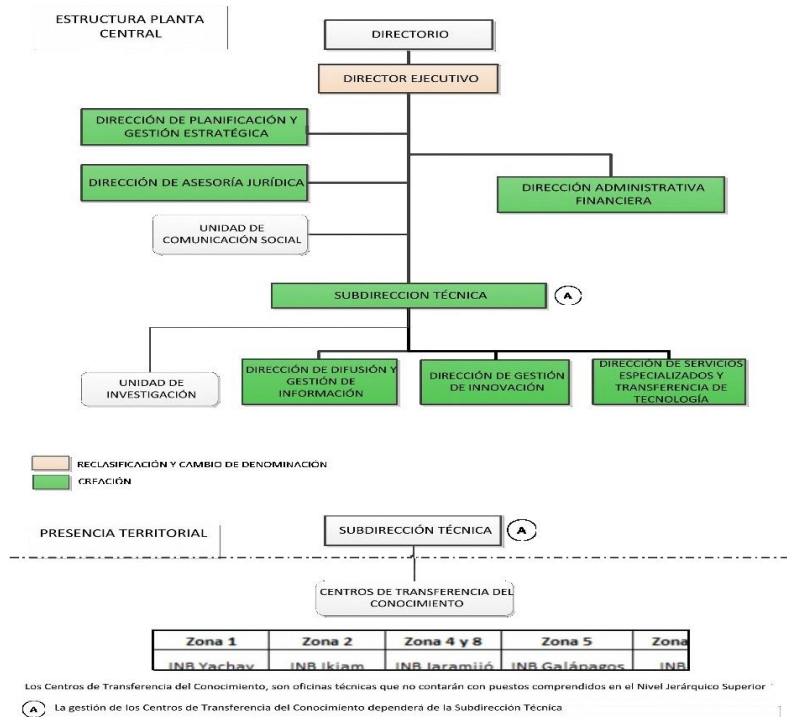 ESTRUCTURA PLANTA
CENTRAL
DIRECTORIO
DIRECTOR EJECUTIVO
DIRECCIÓN DE PLANIFICACIÓN Y
GESTIÓN ESTRATÉGICA
DIRECCIÓN DE ASESORÍA JURÍDICA
DIRECCIÓN ADMINISTRATIVA
FINANCIERA
UNIDAD DE
COMUNICACIÓN SOCIAL
SUBDIRECCION TÉCNICA
A
UNIDAD DE
INVESTIGACIÓN
DIRECCIÓN DE DIFUSIÓN Y
GESTIÓN DE
INFORMACIÓN
DIRECCIÓN DE GESTIÓN
DE INNOVACIÓN
DIRECCIÓN DE SERVICIOS
ESPECIALIZADOS Y
TRANSFERENCIA DE
TECNOLOGÍA
RECLASIFICACIÓN Y CAMBIO DE DENOMINACIÓN
CREACIÓN
PRESENCIA TERRITORIAL
SUBDIRECCIÓN TÉCNICA
A
CENTROS DE TRANSFERENCIA DEL
CONOCIMIENTO
Zona 1 Zona 2 Zona 4 y 8 Zona 5 Zona
INB Yachay INB Ikiam INB Jaramijó INB Galápagos INB
Los Centros de Transferencia del Conocimiento, son oficinas técnicas que no contarán con puestos comprendidos en el Nivel Jerárquico Superior
A La gestión de los Centros de Transferencia del Conocimiento dependerá de la Subdirección Técnica